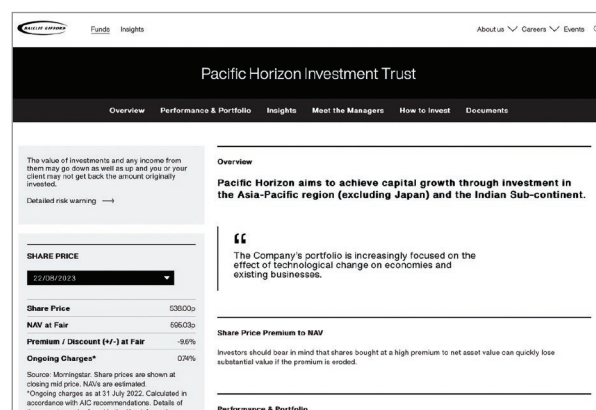 BAILLIE GIFFORD
Funds Insights
About us Careers Events
Pacific Horizon Investment Trust
Overview Performance & Portfolio Insights Meet the Managers How to Invest Documents
The value of investments and any income from
them may go down as well as up and you or your
client may not get back the amount originally
invested.
Detailed risk warning →
SHARE PRICE
22/08/2023
Share Price 538.00p
NAV at Fair 595.03p
Premium / Discount (+/-) at Fair -9.6%
Ongoing Charges* 0.74%
Source: Morningstar. Share prices are shown at
closing mid price. NAVs are estimated.
*Ongoing charges as at 31 July 2022. Calculated in
accordance with AIC recommendations. Details of
Overview
Pacific Horizon aims to achieve capital growth through investment in
the Asia-Pacific region (excluding Japan) and the Indian Sub-continent.
“
The Company's portfolio is increasingly focused on the
effect of technological change on economies and
existing businesses.
Share Price Premium to NAV
Investors should bear in mind that shares bought at a high premium to net asset value can quickly lose
substantial value if the premium is eroded.
Performance & Portfolio